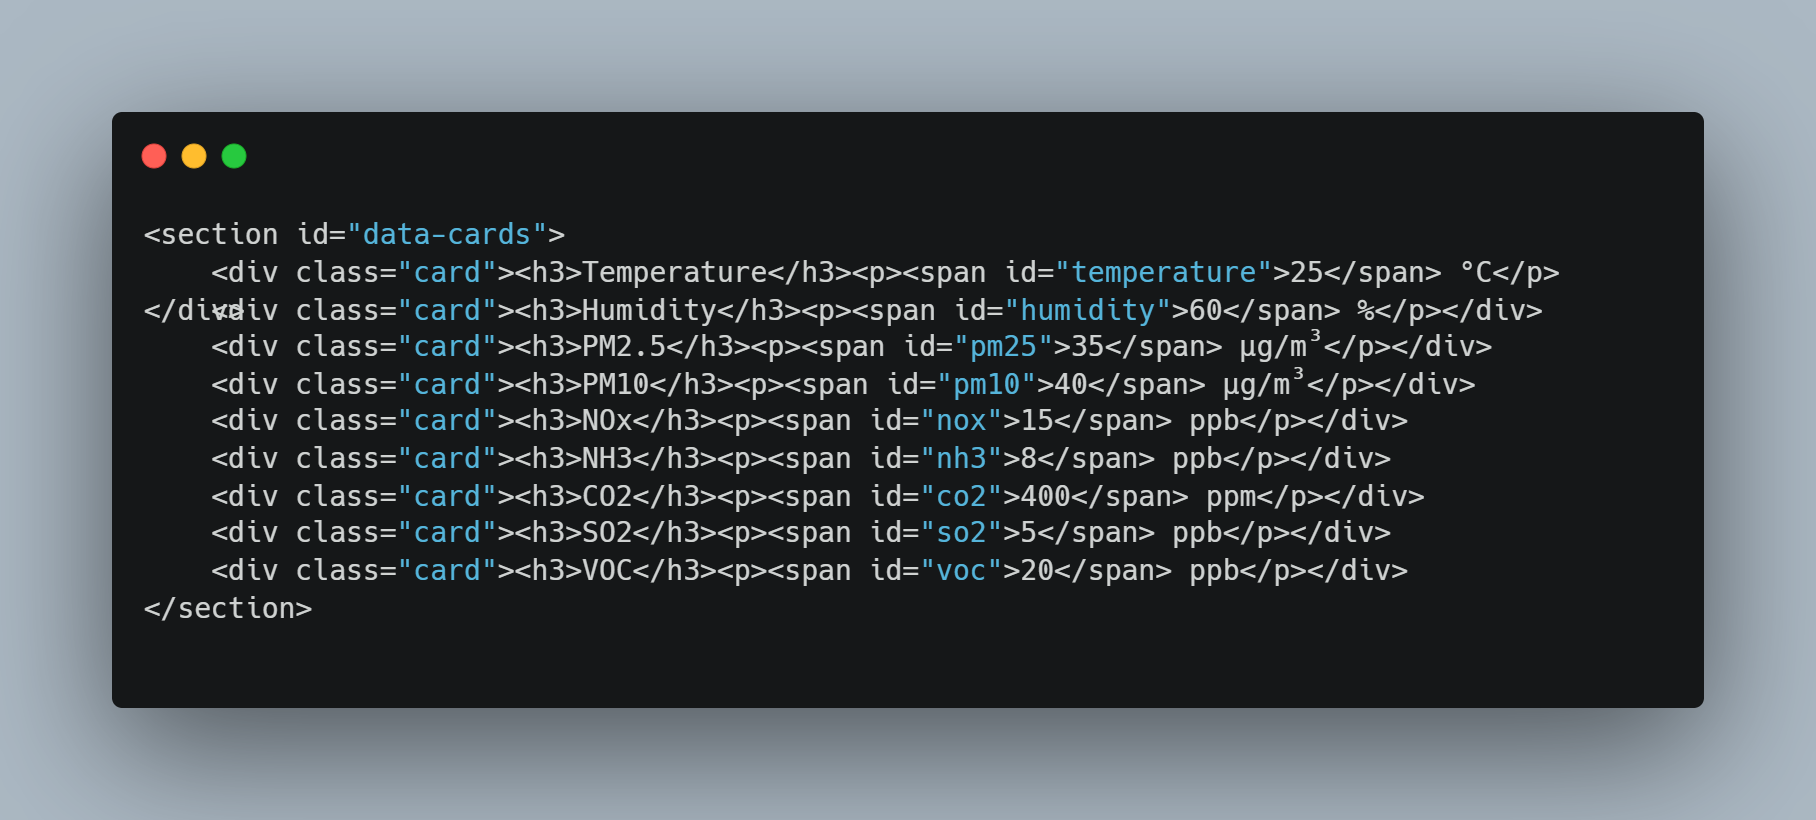 <section id="data-cards">
    <div class="card"><h3>Temperature</h3><p><span id="temperature">25</span> °C</p>
</div>
    <div class="card"><h3>Humidity</h3><p><span id="humidity">60</span> %</p></div>
    <div class="card"><h3>PM2.5</h3><p><span id="pm25">35</span> µg/m³</p></div>
    <div class="card"><h3>PM10</h3><p><span id="pm10">40</span> µg/m³</p></div>
    <div class="card"><h3>NOx</h3><p><span id="nox">15</span> ppb</p></div>
    <div class="card"><h3>NH3</h3><p><span id="nh3">8</span> ppb</p></div>
    <div class="card"><h3>CO2</h3><p><span id="co2">400</span> ppm</p></div>
    <div class="card"><h3>SO2</h3><p><span id="so2">5</span> ppb</p></div>
    <div class="card"><h3>VOC</h3><p><span id="voc">20</span> ppb</p></div>
</section>